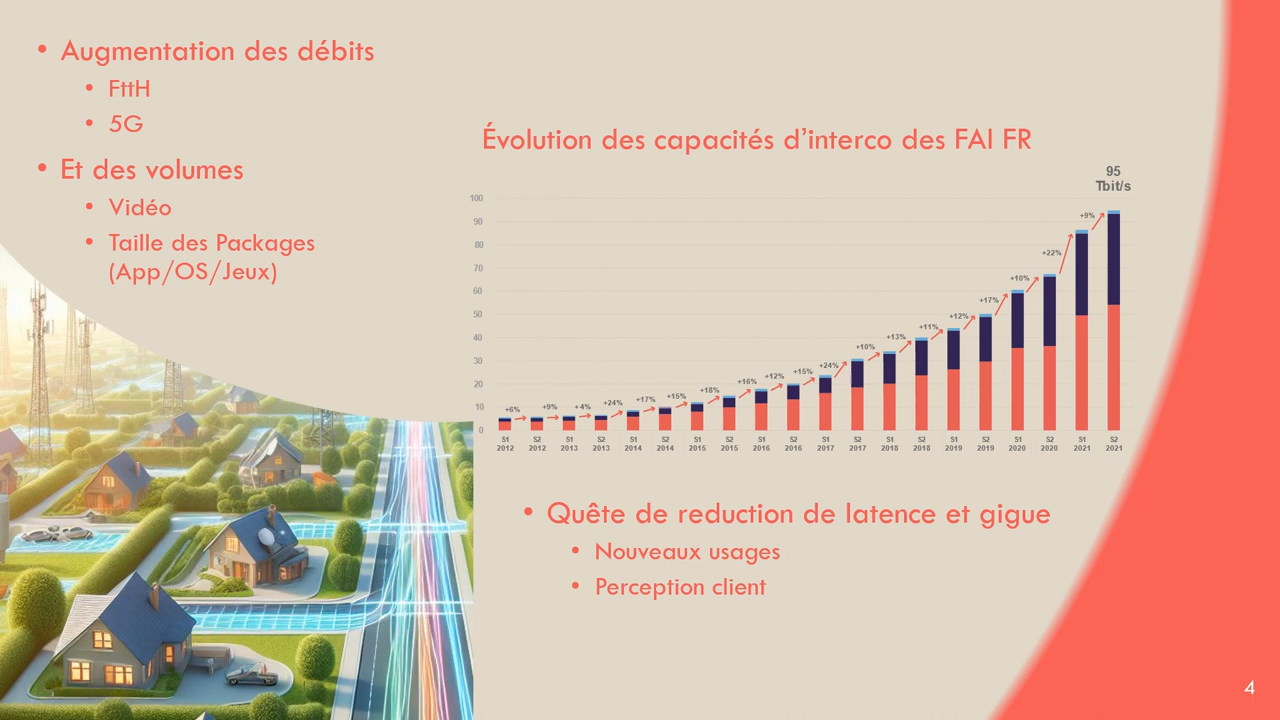 • Augmentation des débits
• FttH
• 5G
• Et des volumes
• Vidéo
• Taille des Packages
(App/OS/Jeux)
Évolution des capacités d'interco des FAI FR
95
Tbit/s
100
90
80
70
60
50
40
30
20
10
0
+6%
+9%
+4%
+24%
+17%
+15%
+18%
+16%
+12%
+15%
+24%
+10%
+13%
+11%
+12%
+17%
+10%
+22%
+9%
S1 2012
S2 2012
S1 2013
S2 2013
S1 2014
S2 2014
S1 2015
S2 2015
S1 2016
S2 2016
S1 2017
S2 2017
S1 2018
S2 2018
S1 2019
S2 2019
S1 2020
S2 2020
S1 2021
S2 2021
• Quête de reduction de latence et gigue
• Nouveaux usages
• Perception client
4